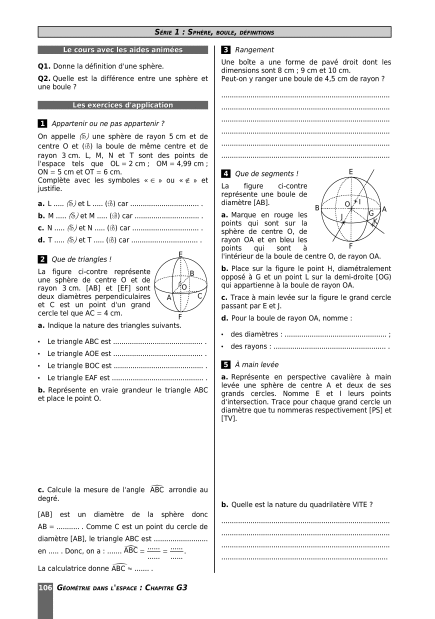 SÉRIE 1 : SPHÈRE, BOULE, DÉFINITIONS
Le cours avec les aides animées
Q1. Donne la définition d'une sphère.
Q2. Quelle est la différence entre une sphère et
une boule ?
Les exercices d'application
1 Appartenir ou ne pas appartenir ?
On appelle (S) une sphère de rayon 5 cm et de
centre O et (B) la boule de même centre et de
rayon 3 cm. L, M, N et T sont des points de
l'espace tels que OL = 2 cm ; OM = 4,99 cm ;
ON = 5 cm et OT = 6 cm.
Complète avec les symboles « ∈ » ou « ∉ » et
justifie.
a. L ..... (S) et L ..... (B) car ............................ .
b. M ..... (S) et M ..... (B) car ........................... .
c. N ..... (S) et N ..... (B) car ........................... .
d. T ..... (S) et T ..... (B) car ........................... .
2 Que de triangles !
La figure ci-contre représente
une sphère de centre O et de
rayon 3 cm. [AB] et [EF] sont
deux diamètres perpendiculaires
et C est un point d'un grand
cercle tel que AC = 4 cm.
E
B
O
A
C
F
a. Indique la nature des triangles suivants.
• Le triangle ABC est ..................................... .
• Le triangle AOE est ..................................... .
• Le triangle BOC est ..................................... .
• Le triangle EAF est ..................................... .
b. Représente en vraie grandeur le triangle ABC
et place le point O.
c. Calcule la mesure de l'angle ABC arrondie au
degré.
[AB] est un diamètre de la sphère donc
AB = ........... . Comme C est un point du cercle de
diamètre [AB], le triangle ABC est ......................
en ..... . Donc, on a : ....... ABC = ...... / ...... = ...... / ...... .
La calculatrice donne ABC ≈ ....... .
3 Rangement
Une boîte a une forme de pavé droit dont les
dimensions sont 8 cm ; 9 cm et 10 cm.
Peut-on y ranger une boule de 4,5 cm de rayon ?
....................................................................
....................................................................
....................................................................
....................................................................
....................................................................
....................................................................
4 Que de segments !
La figure ci-contre
représente une boule de
diamètre [AB].
a. Marque en rouge les
points qui sont sur la
sphère de centre O, de
rayon OA et en bleu les
points qui sont à
l'intérieur de la boule de centre O, de rayon OA.
E
B
O
I
A
G
J
K
F
b. Place sur la figure le point H, diamétralement
opposé à G et un point L sur la demi-droite [OG)
qui appartienne à la boule de rayon OA.
c. Trace à main levée sur la figure le grand cercle
passant par E et J.
d. Pour la boule de rayon OA, nomme :
• des diamètres : ......................................... ;
• des rayons : ............................................. .
5 À main levée
a. Représente en perspective cavalière à main
levée une sphère de centre A et deux de ses
grands cercles. Nomme E et I leurs points
d'intersection. Trace pour chaque grand cercle un
diamètre que tu nommeras respectivement [PS] et
[TV].
b. Quelle est la nature du quadrilatère VITE ?
....................................................................
....................................................................
....................................................................
....................................................................
106 GÉOMÉTRIE DANS L'ESPACE : CHAPITRE G3